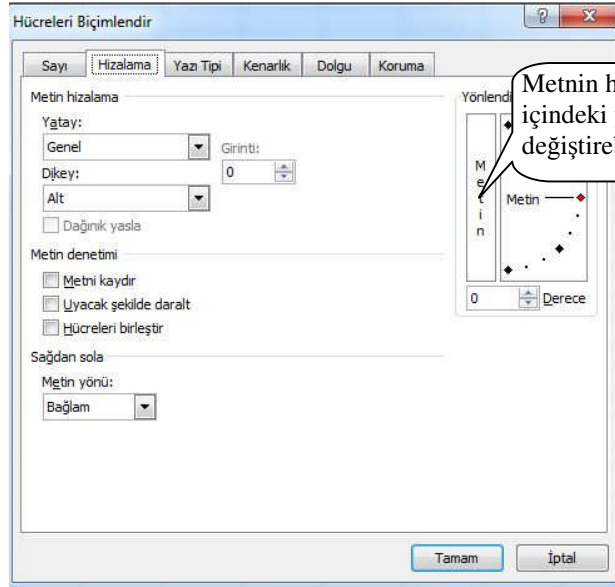 Hücreleri Biçimlendir
Sayı Hizalama Yazı Tipi Kenarlık Dolgu Koruma
Metin hizalama
Yatay:
Genel
Girinti:
0
Dikey:
Alt
Dağınık yasla
Metin denetimi
Metni kaydır
Uyacak şekilde daralt
Hücreleri birleştir
Sağdan sola
Metin yönü:
Bağlam
Metnin
içindeki
M
e
t
i
n
Metin
0 Derece
Tamam İptal